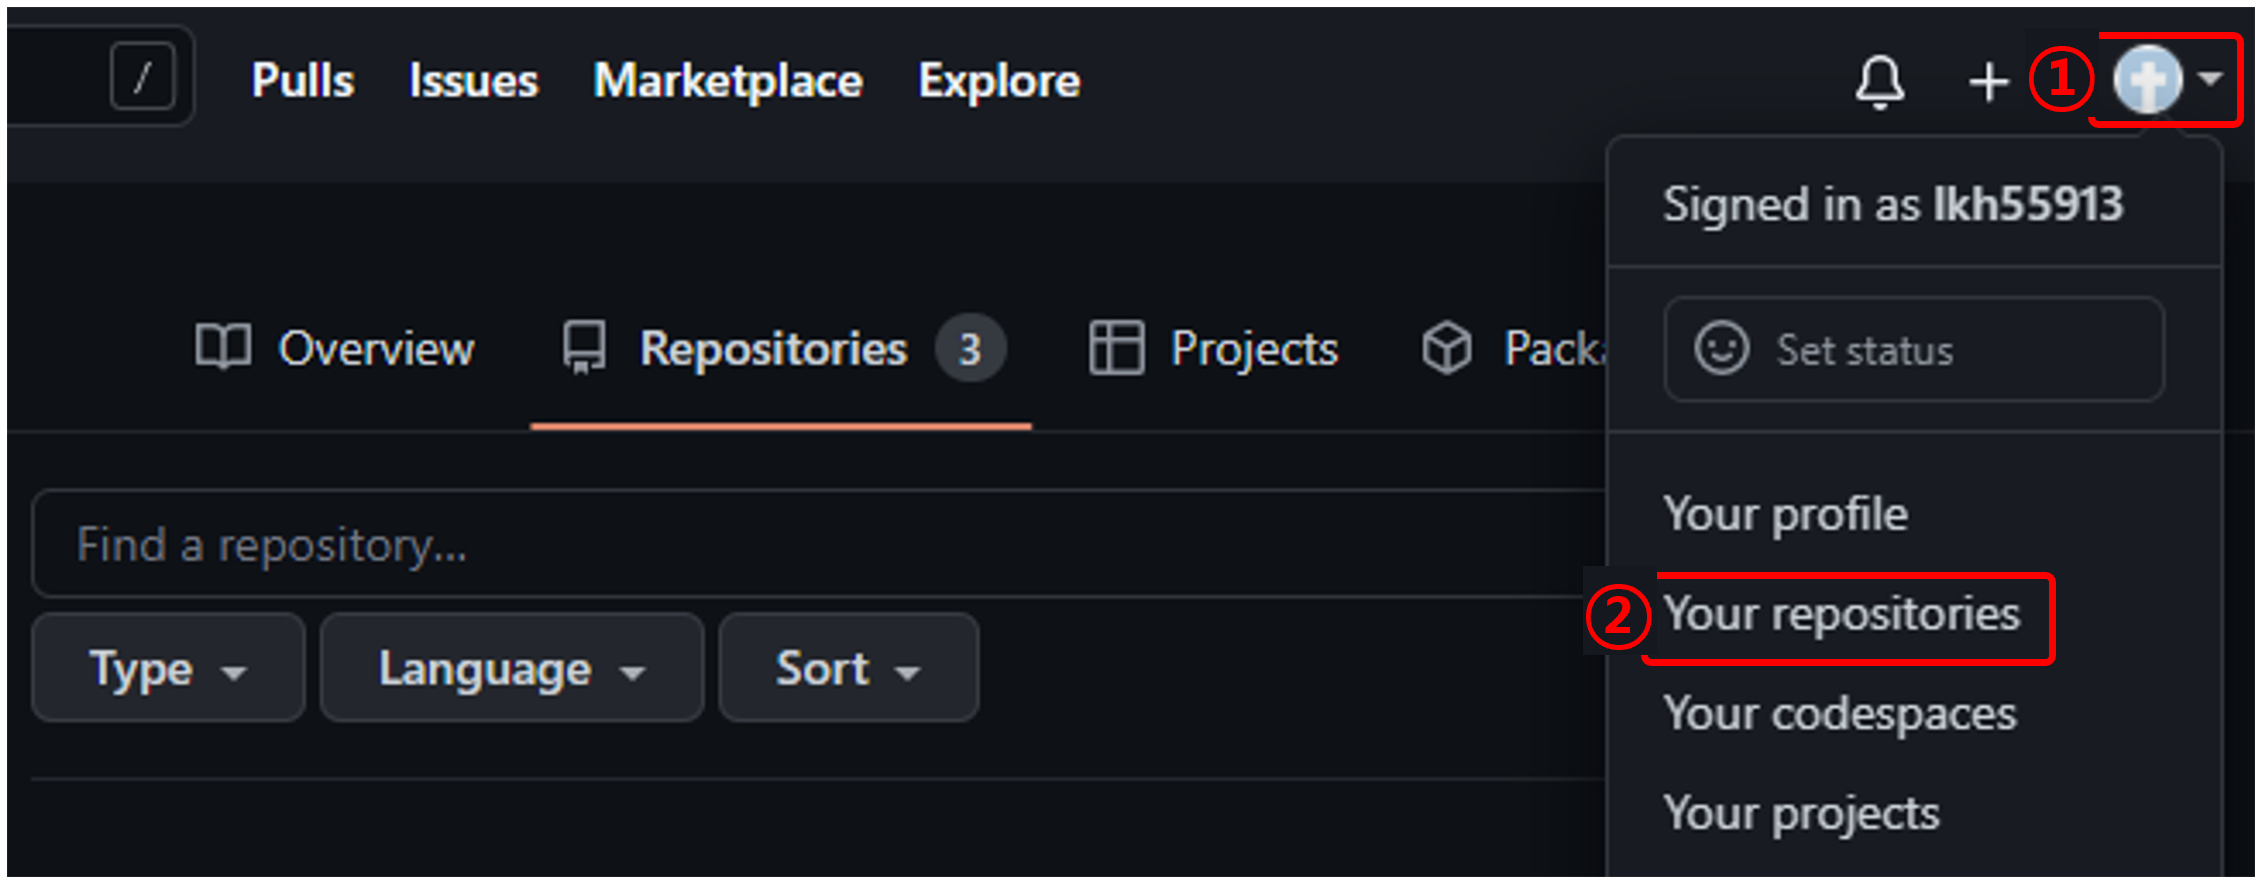 / Pulls Issues Marketplace Explore ①
Signed in as lkh55913
Overview Repositories 3 Projects
Set status
Find a repository...
Type Language Sort
Your profile
② Your repositories
Your codespaces
Your projects